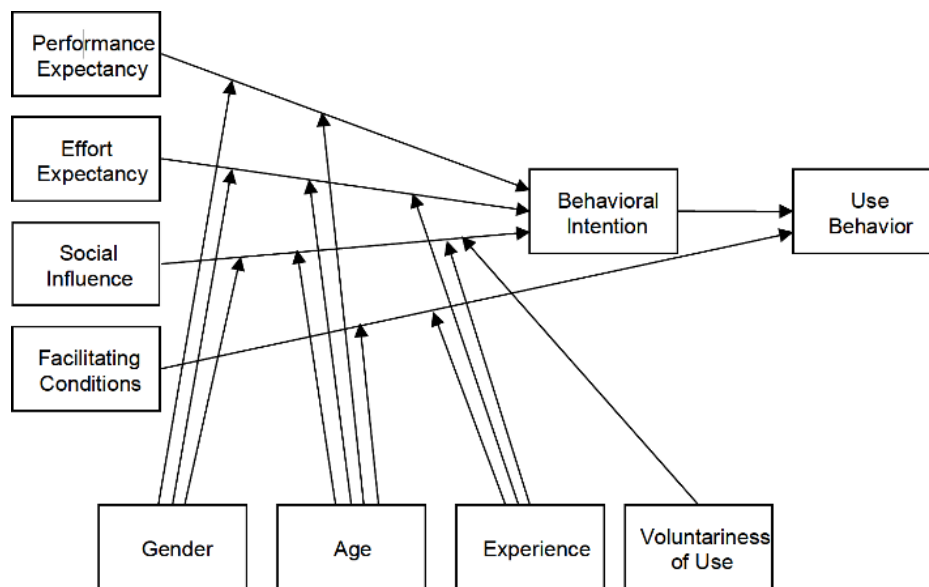 Performance
Expectancy
Effort
Expectancy
Social
Influence
Facilitating
Conditions
Behavioral
Intention
Use
Behavior
Gender
Age
Experience
Voluntariness
of Use